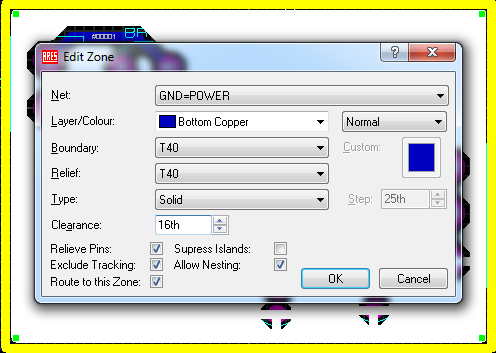 #00001 BR
ARES Edit Zone ?
Net: GND=POWER
Layer/Colour: Bottom Copper Normal
Boundary: T40 Custom:
Relief: T40
Type: Solid Step: 25th
Clearance: 16th
Relieve Pins: Supress Islands:
Exclude Tracking: Allow Nesting:
Route to this Zone: OK Cancel